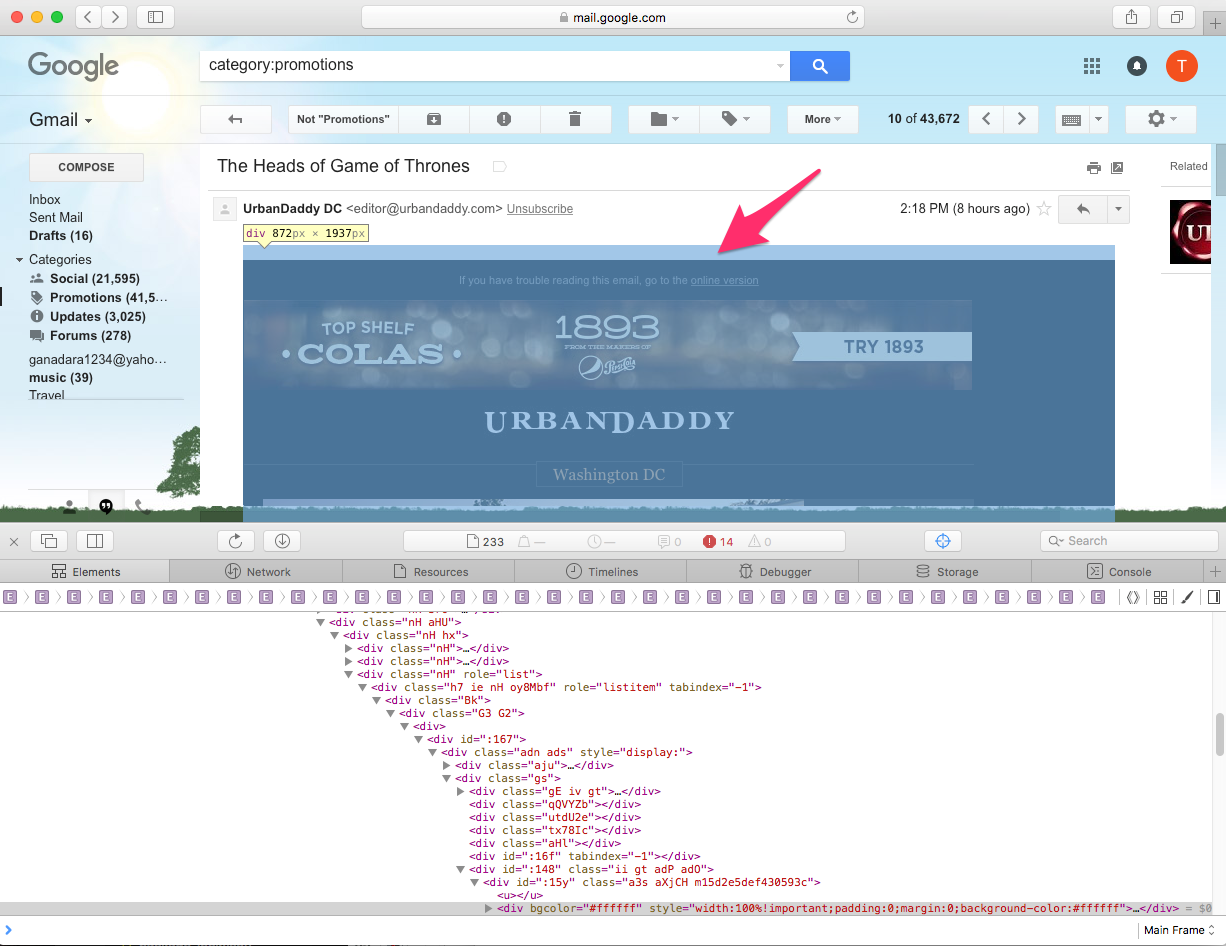 mail.google.com
Google
category:promotions
T
Gmail
Not "Promotions"
More
10 of 43,672
COMPOSE
The Heads of Game of Thrones
Related
Inbox
Sent Mail
Drafts (16)
Categories
Social (21,595)
Promotions (41,5…
Updates (3,025)
Forums (278)
ganadara1234@yaho…
music (39)
Travel
UrbanDaddy DC <editor@urbandaddy.com> Unsubscribe
2:18 PM (8 hours ago)
div 872px × 1937px
If you have trouble reading this email, go to the online version
TOP SHELF
• COLAS •
1893
FROM THE MAKERS OF
Pepsi-Cola
TRY 1893
URBANDADDY
Washington DC
233 — — 0 14 0
Search
Elements Network Resources Timelines Debugger Storage Console
E E E E E E E E E E E E E E E E E E E E E E E E E E E E E E E E E E E
<div class="nH aHU">
<div class="nH hx">
<div class="nH">…</div>
<div class="nH">…</div>
<div class="nH" role="list">
<div class="h7 ie nH oy8Mbf" role="listitem" tabindex="-1">
<div class="Bk">
<div class="G3 G2">
<div>
<div id=":167">
<div class="adn ads" style="display:">
<div class="aju">…</div>
<div class="gs">
<div class="gE iv gt">…</div>
<div class="qQVYZb"></div>
<div class="utdU2e"></div>
<div class="tx78Ic"></div>
<div class="aHl"></div>
<div id=":16f" tabindex="-1"></div>
<div id=":148" class="ii gt adP adO">
<div id=":15y" class="a3s aXjCH m15d2e5def430593c">
<u></u>
<div bgcolor="#ffffff" style="width:100%!important;padding:0;margin:0;background-color:#ffffff">…</div> = $0
Main Frame